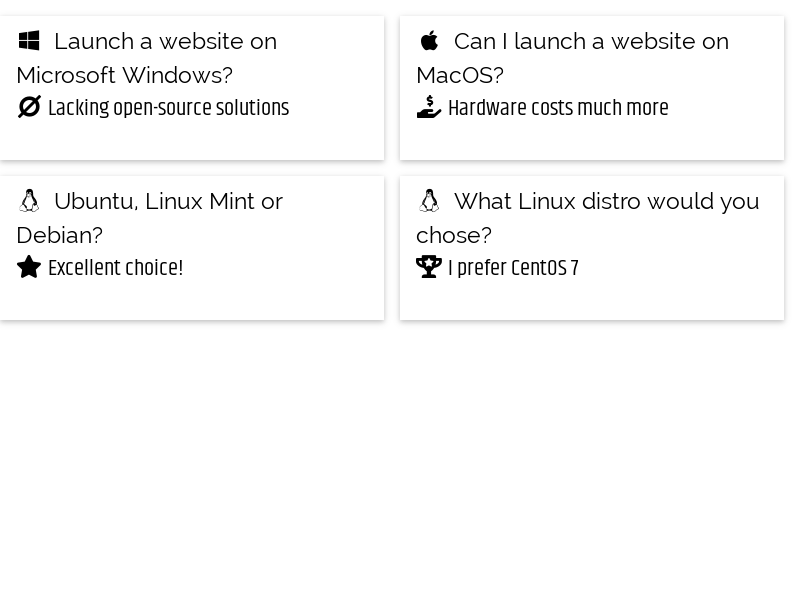 Launch a website on
Microsoft Windows?
Lacking open-source solutions
Can I launch a website on
MacOS?
Hardware costs much more
Ubuntu, Linux Mint or
Debian?
Excellent choice!
What Linux distro would you
chose?
I prefer CentOS 7